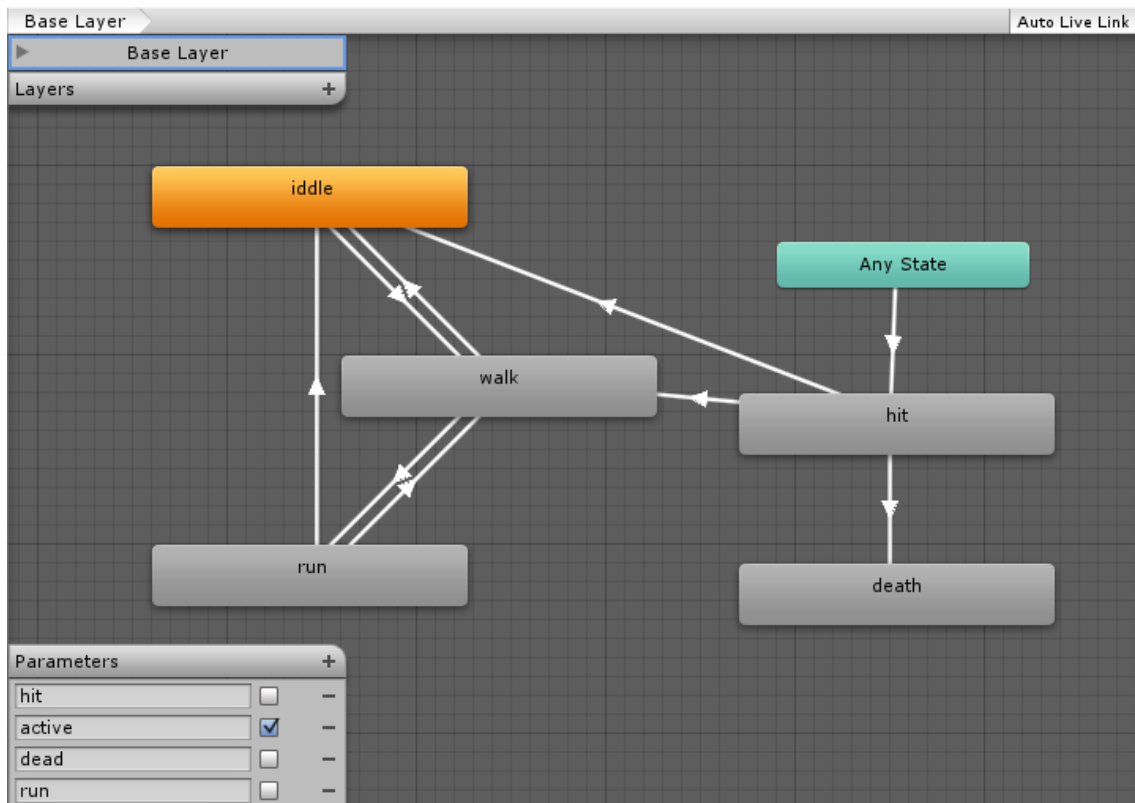 Base Layer
Auto Live Link
Base Layer
Layers
iddle
Any State
walk
hit
run
death
Parameters
hit
active
dead
run